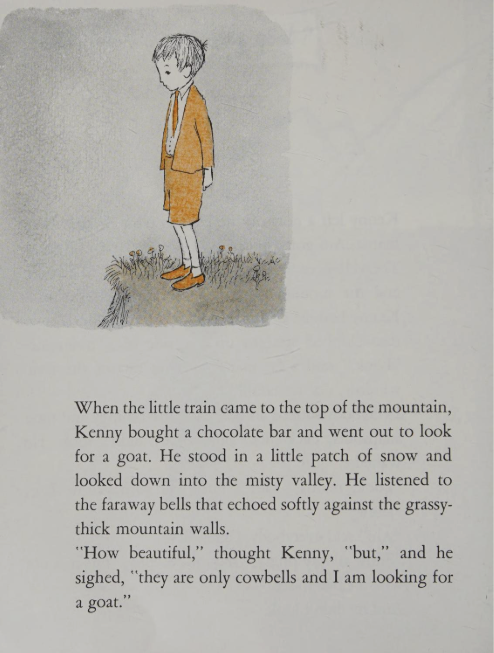 When the little train came to the top of the mountain,
Kenny bought a chocolate bar and went out to look
for a goat. He stood in a little patch of snow and
looked down into the misty valley. He listened to
the faraway bells that echoed softly against the grassy-
thick mountain walls.
"How beautiful," thought Kenny, "but," and he
sighed, "they are only cowbells and I am looking for
a goat."